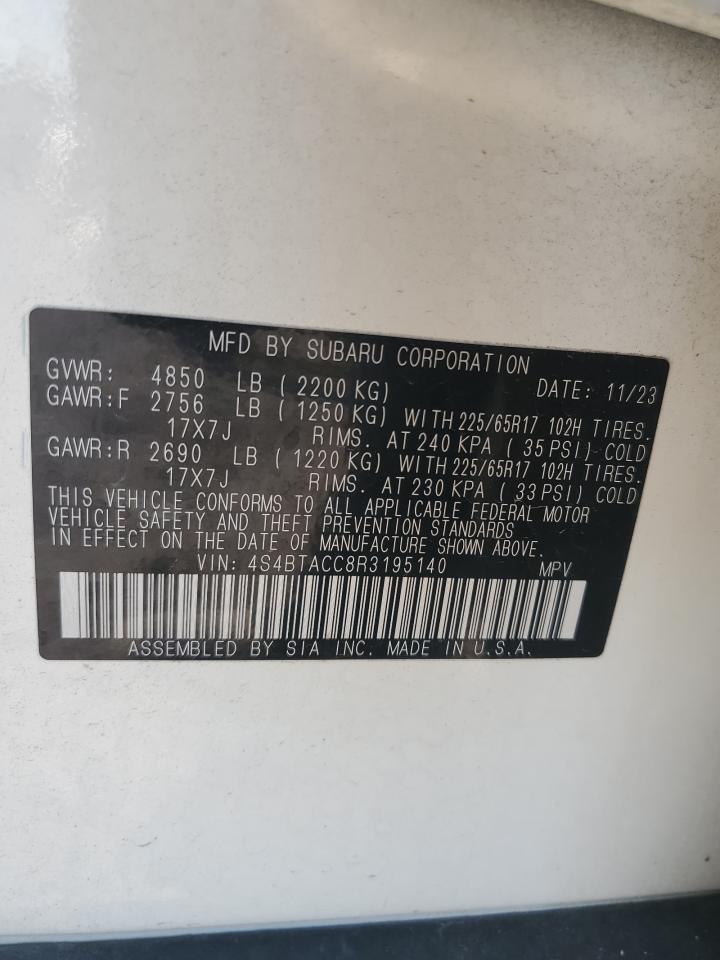 MFD BY SUBARU CORPORATION
GVWR: 4850 LB (2200 KG) DATE: 11/23
GAWR:F 2756 LB (1250 KG) WITH 225/65R17 102H TIRES.
17X7J RIMS. AT 240 KPA (35 PSI) COLD
GAWR:R 2690 LB (1220 KG) WITH 225/65R17 102H TIRES.
17X7J RIMS. AT 230 KPA (33 PSI) COLD
THIS VEHICLE CONFORMS TO ALL APPLICABLE FEDERAL MOTOR
VEHICLE SAFETY AND THEFT PREVENTION STANDARDS
IN EFFECT ON THE DATE OF MANUFACTURE SHOWN ABOVE.
VIN: 4S4BTACC8R3195140 MPV
ASSEMBLED BY SIA INC. MADE IN U.S.A.